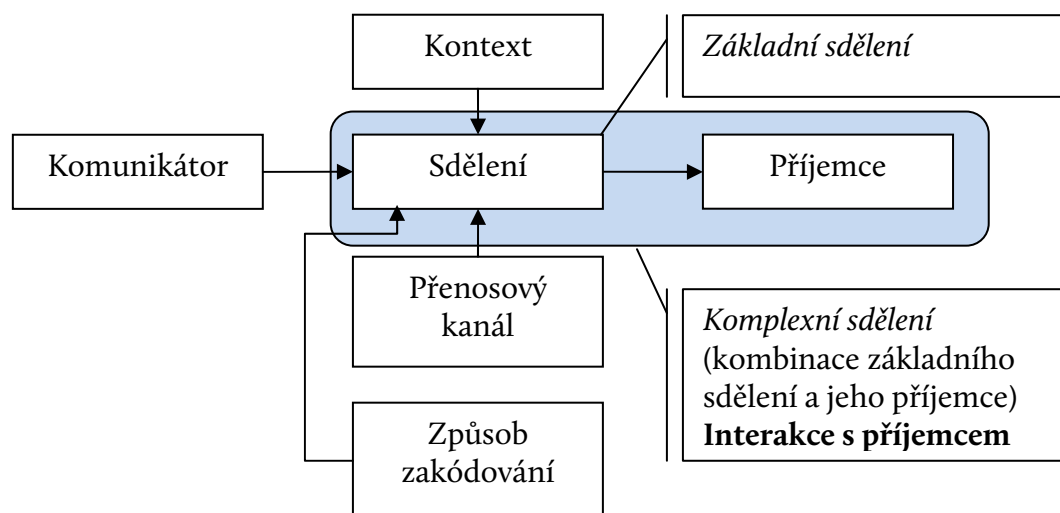 Kontext
Základní sdělení
Komunikátor
Sdělení
Příjemce
Přenosový
kanál
Komplexní sdělení
(kombinace základního
sdělení a jeho příjemce)
Interakce s příjemcem
Způsob
zakódování